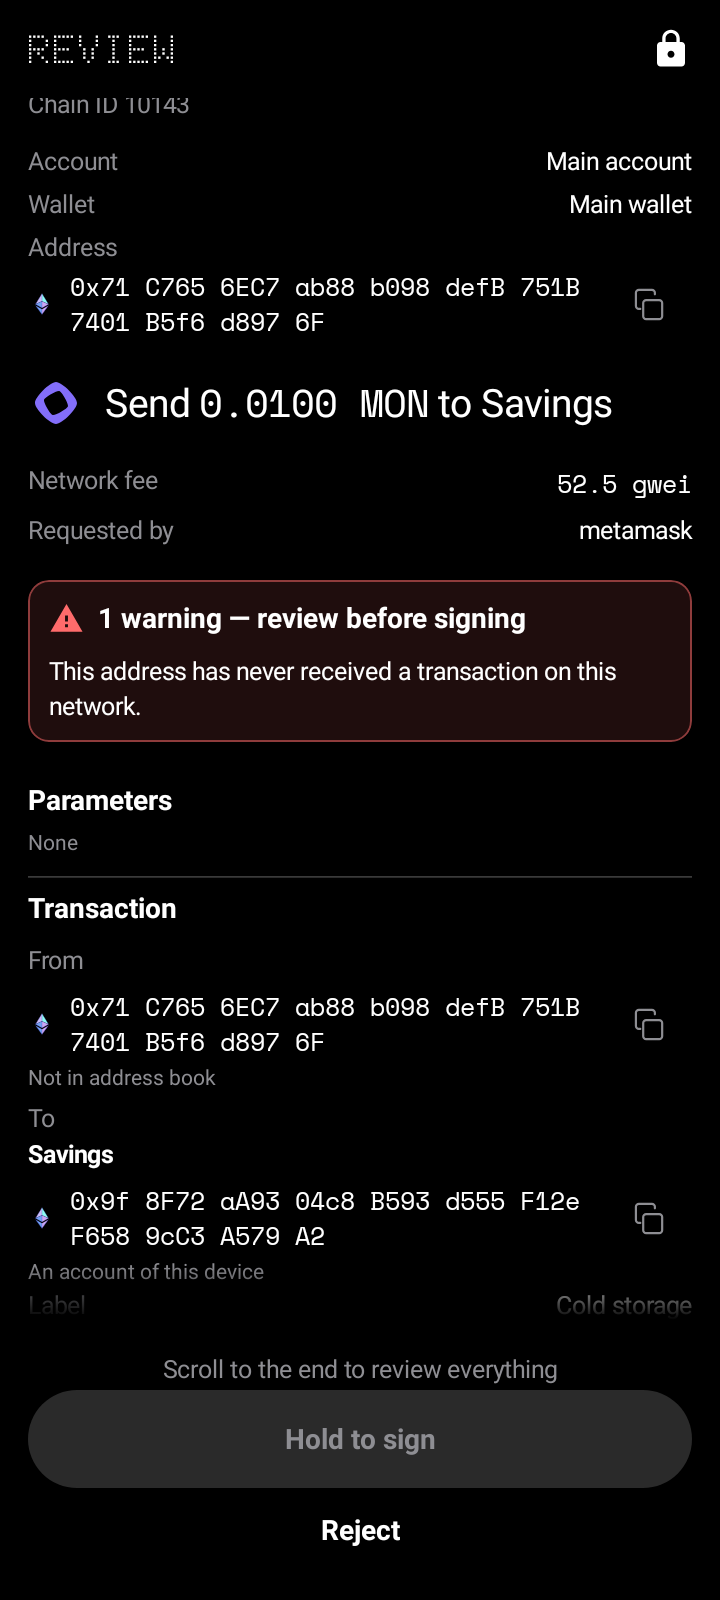 REVIEW
Chain ID 10143
Account Main account
Wallet Main wallet
Address
0x71 C765 6EC7 ab88 b098 defB 751B
7401 B5f6 d897 6F
Send 0.0100 MON to Savings
Network fee 52.5 gwei
Requested by metamask
1 warning — review before signing
This address has never received a transaction on this
network.
Parameters
None
Transaction
From
0x71 C765 6EC7 ab88 b098 defB 751B
7401 B5f6 d897 6F
Not in address book
To
Savings
0x9f 8F72 aA93 04c8 B593 d555 F12e
F658 9cC3 A579 A2
An account of this device
Label Cold storage
Scroll to the end to review everything
Hold to sign
Reject